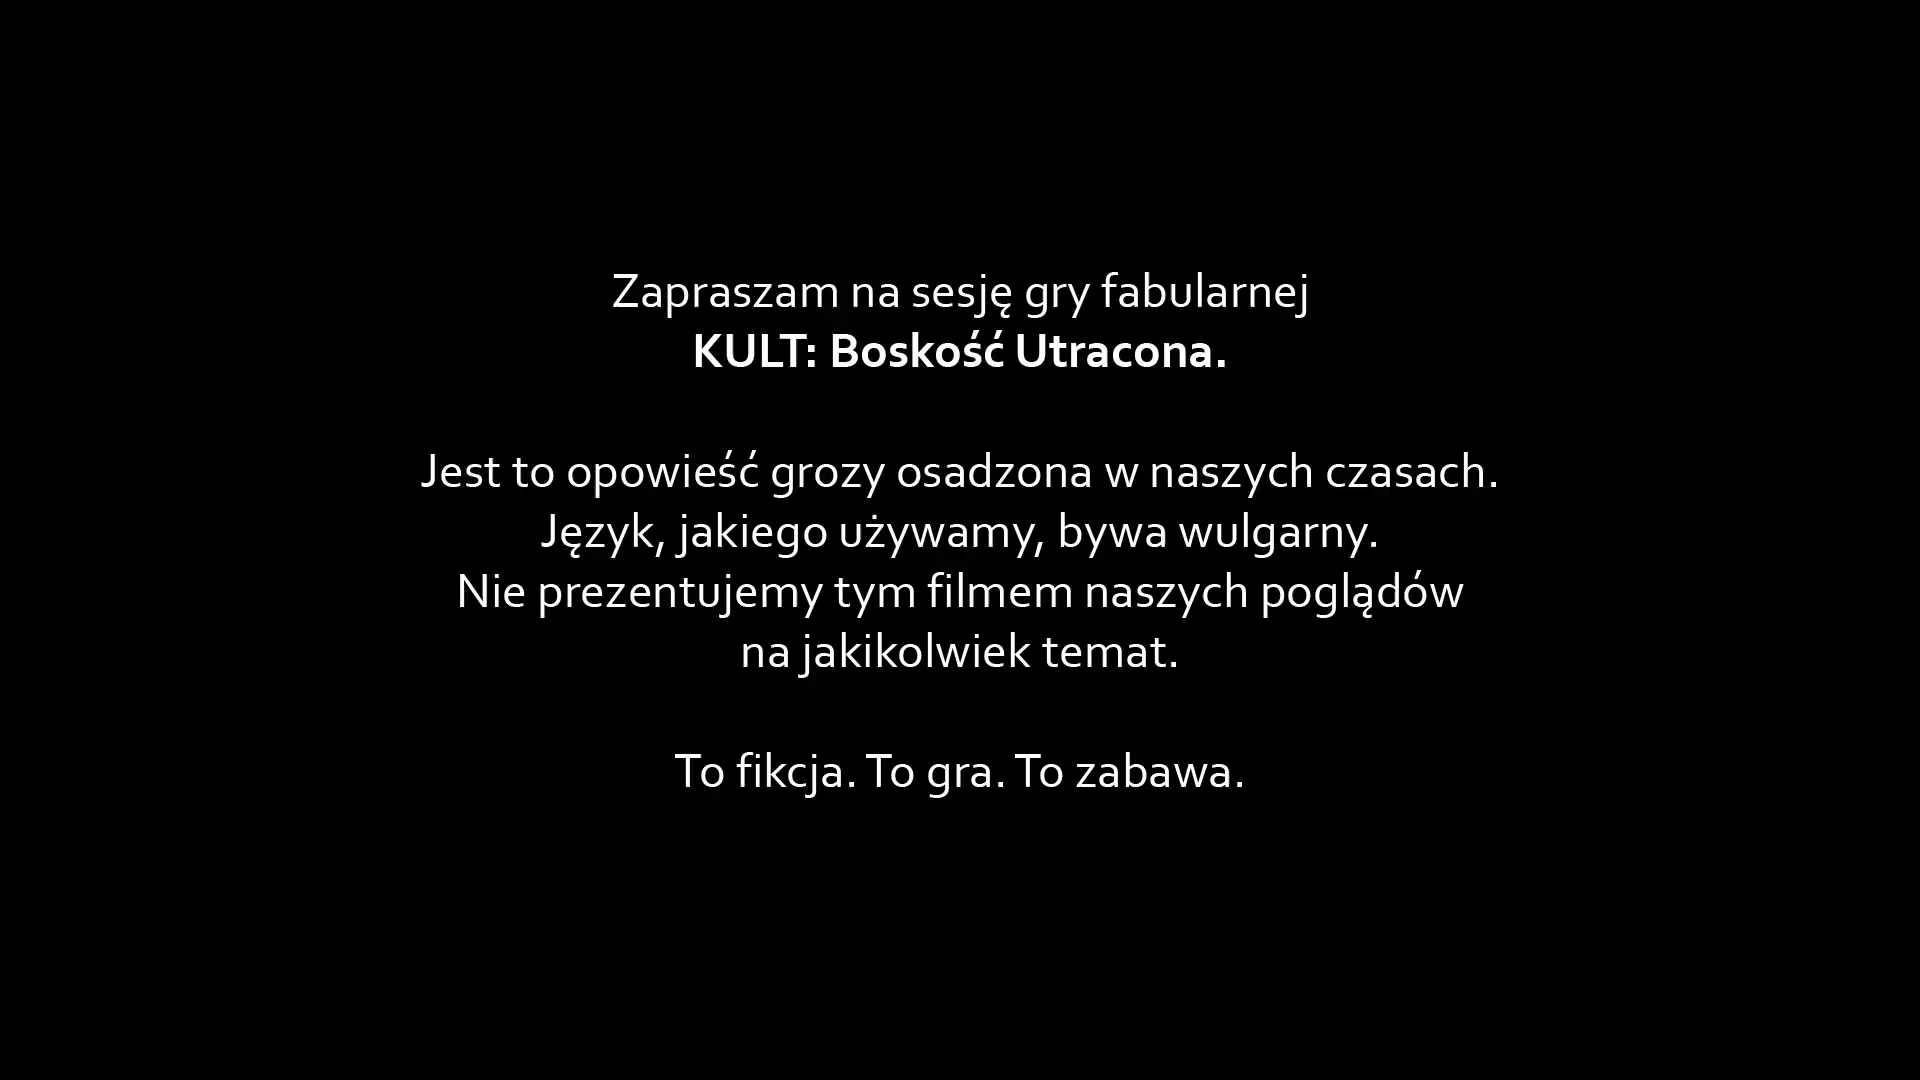 Zapraszam na sesję gry fabularnej
KULT: Boskość Utracona.
Jest to opowieść grozy osadzona w naszych czasach.
Język, jakiego używamy, bywa wulgarny.
Nie prezentujemy tym filmem naszych poglądów
na jakikolwiek temat.
To fikcja. To gra. To zabawa.